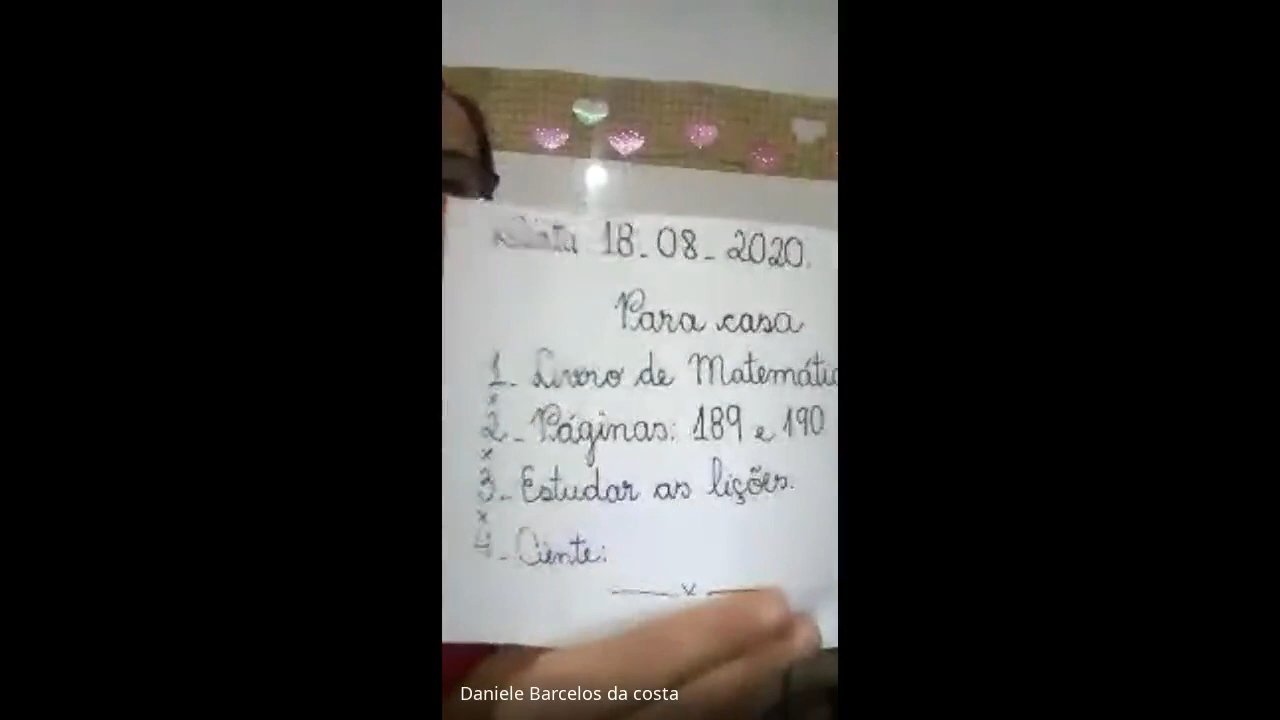 18-08-2020.
Para casa
1- Livro de Matemátic
x
2- Páginas: 189 e 190
x
3- Estudar as lições.
x
4- Ciente:
x
Daniele Barcelos da costa